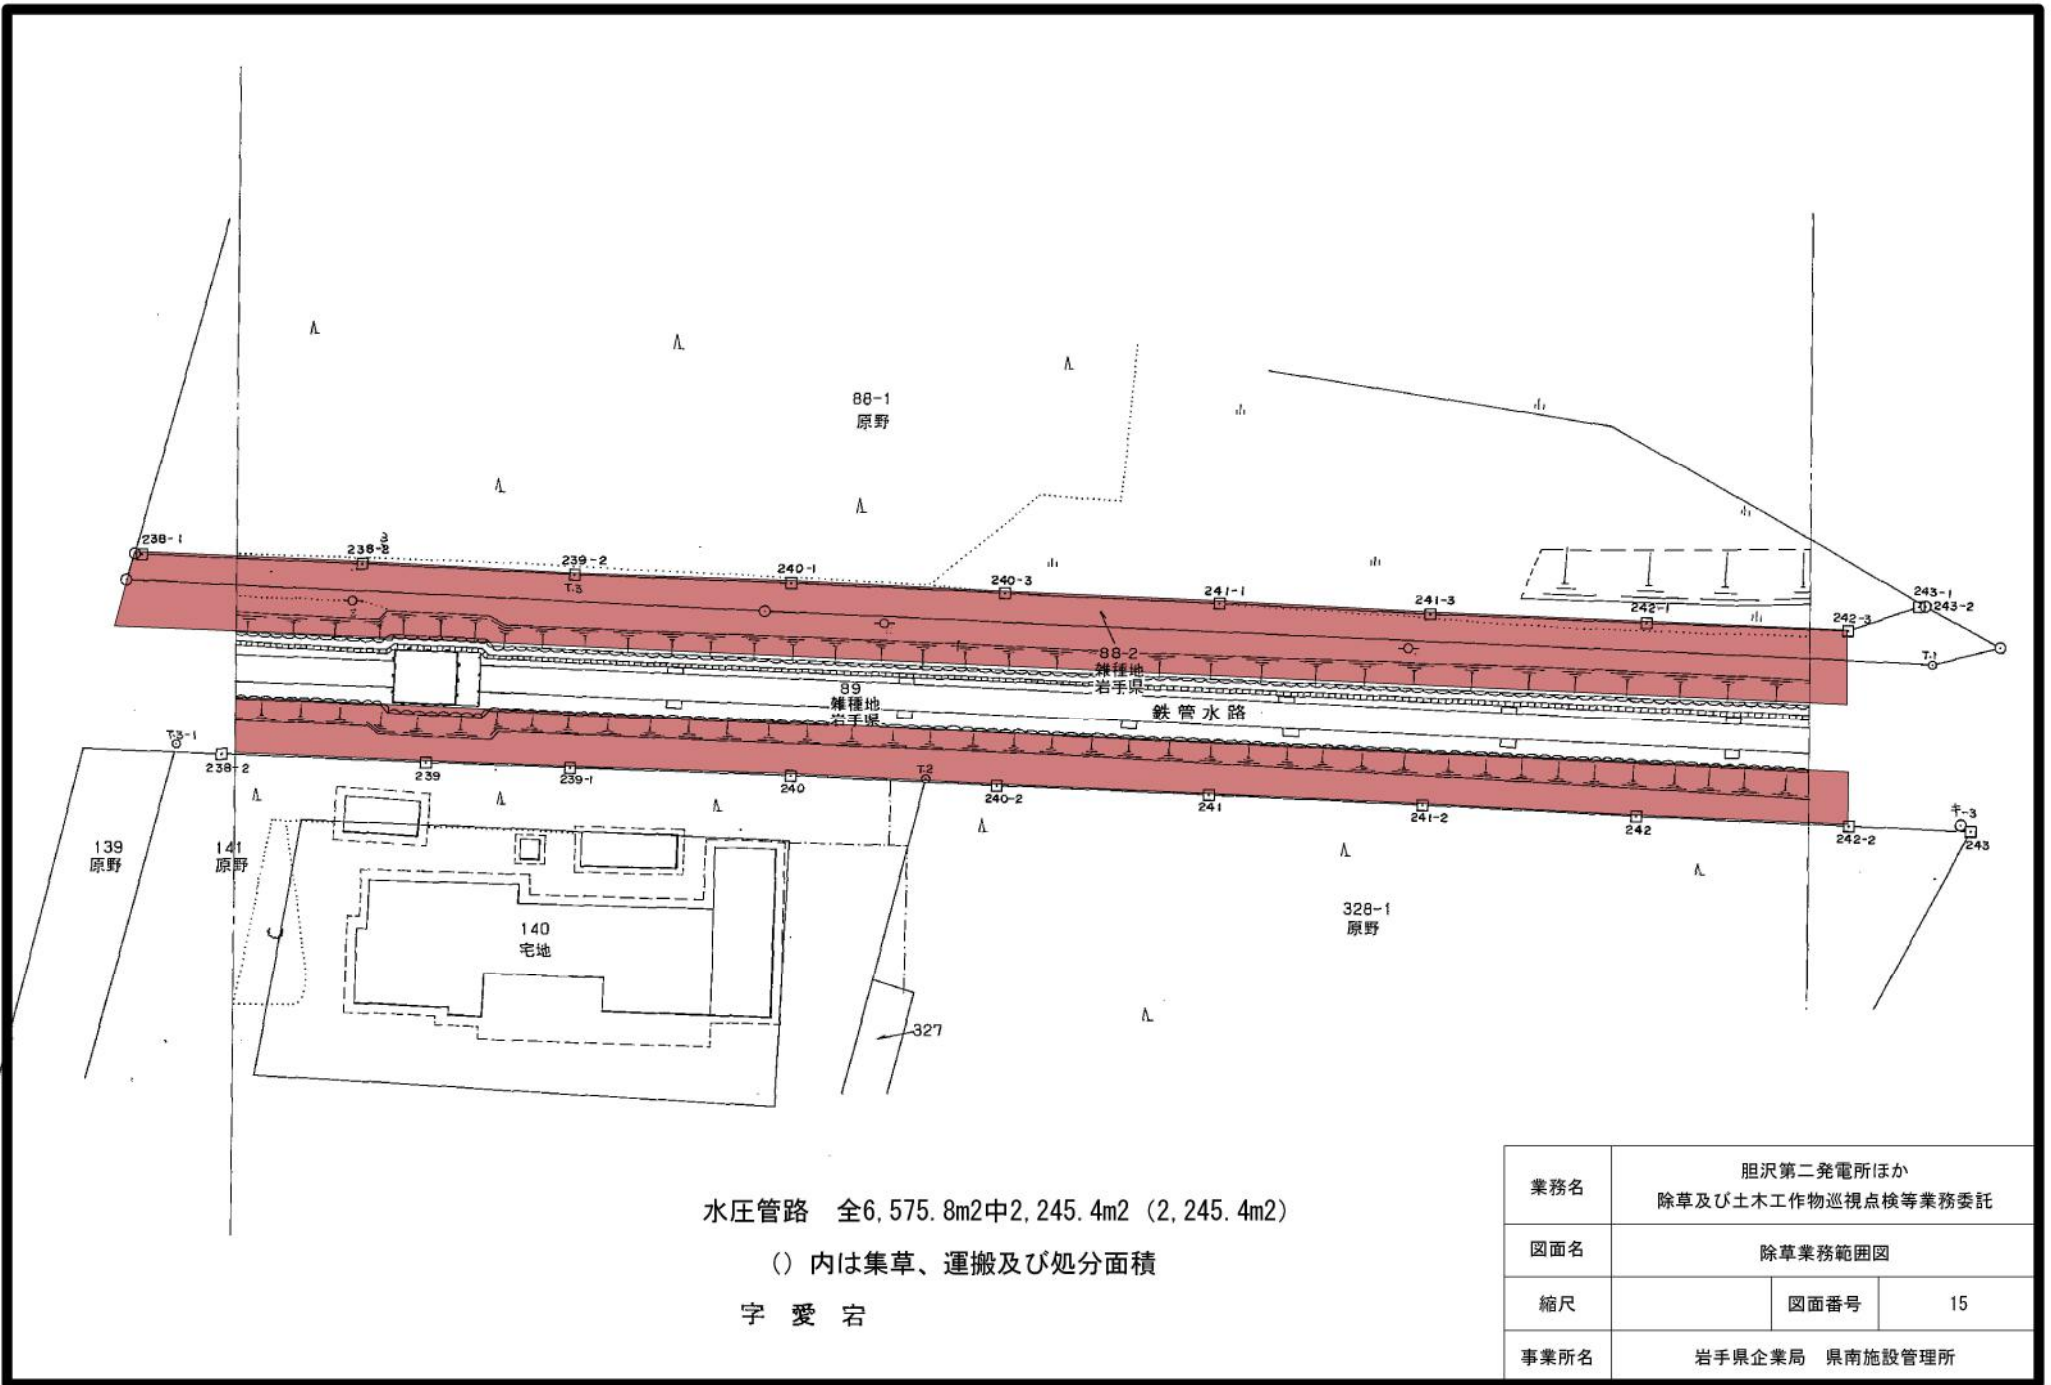 88-1
原野
238-1
238-2
239-2
T.3
240-1
240-3
241-1
241-3
242-1
242-3
243-1
243-2
T.1
88-2
雑種地
岩手県
89
雑種地
岩手県
鉄管水路
T.3-1
238-2
239
239-1
240
T.2
240-2
241
241-2
242
242-2
キ-3
243
139
原野
141
原野
140
宅地
328-1
原野
327
水圧管路 全6,575.8m2中2,245.4m2（2,245.4m2）
（）内は集草、運搬及び処分面積
字 愛 宕
業務名
胆沢第二発電所ほか
除草及び土木工作物巡視点検等業務委託
図面名
除草業務範囲図
縮尺
図面番号
15
事業所名
岩手県企業局 県南施設管理所